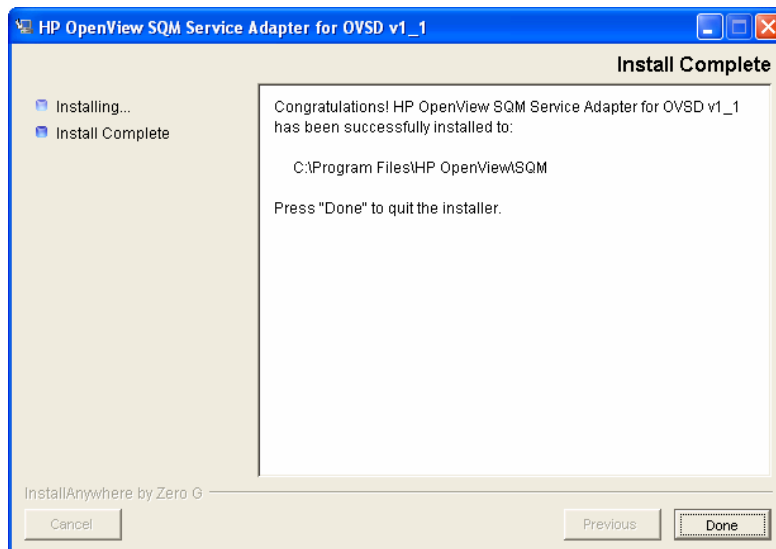 HP OpenView SQM Service Adapter for OVSD v1_1
Install Complete
Installing...
Install Complete
Congratulations! HP OpenView SQM Service Adapter for OVSD v1_1
has been successfully installed to:
C:\Program Files\HP OpenView\SQM
Press "Done" to quit the installer.
InstallAnywhere by Zero G
Cancel
Previous
Done